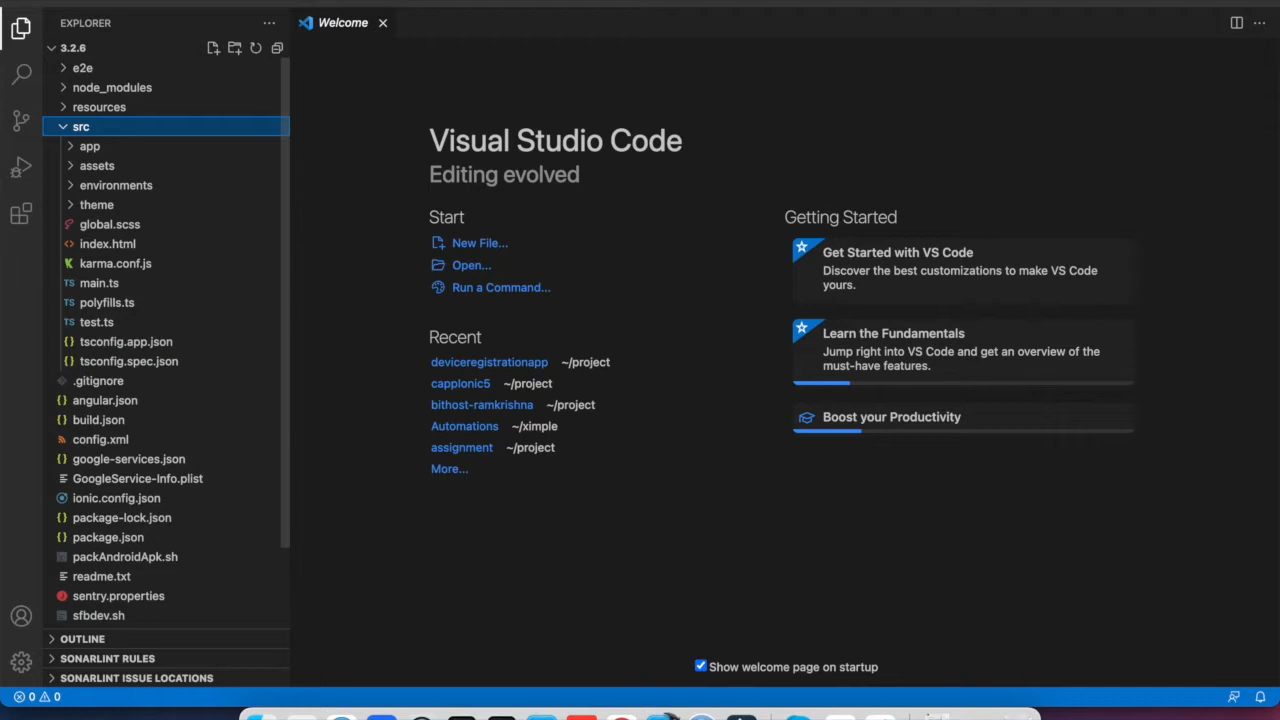 EXPLORER
3.2.6
e2e
node_modules
resources
src
app
assets
environments
theme
global.scss
index.html
karma.conf.js
TS main.ts
TS polyfills.ts
TS test.ts
{} tsconfig.app.json
{} tsconfig.spec.json
.gitignore
{} angular.json
{} build.json
config.xml
{} google-services.json
GoogleService-Info.plist
ionic.config.json
{} package-lock.json
{} package.json
packAndroidApk.sh
readme.txt
sentry.properties
sfbdev.sh
OUTLINE
SONARLINT RULES
SONARLINT ISSUE LOCATIONS
0 0
Welcome
Visual Studio Code
Editing evolved
Start
New File...
Open...
Run a Command...
Recent
deviceregistrationapp ~/project
cappIonic5 ~/project
bithost-ramkrishna ~/project
Automations ~/ximple
assignment ~/project
More...
Getting Started
Get Started with VS Code
Discover the best customizations to make VS Code
yours.
Learn the Fundamentals
Jump right into VS Code and get an overview of the
must-have features.
Boost your Productivity
Show welcome page on startup